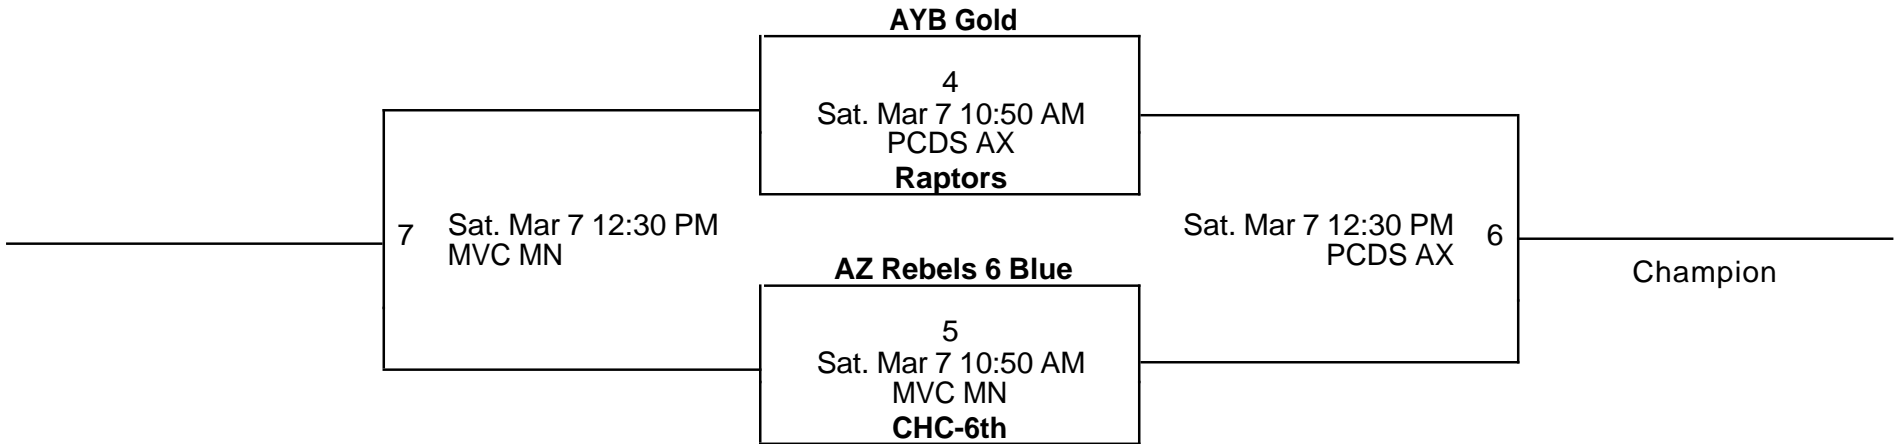 AYB Gold
4
Sat. Mar 7 10:50 AM
PCDS AX
Raptors
7
Sat. Mar 7 12:30 PM
MVC MN
Sat. Mar 7 12:30 PM
PCDS AX
6
Champion
AZ Rebels 6 Blue
5
Sat. Mar 7 10:50 AM
MVC MN
CHC-6th